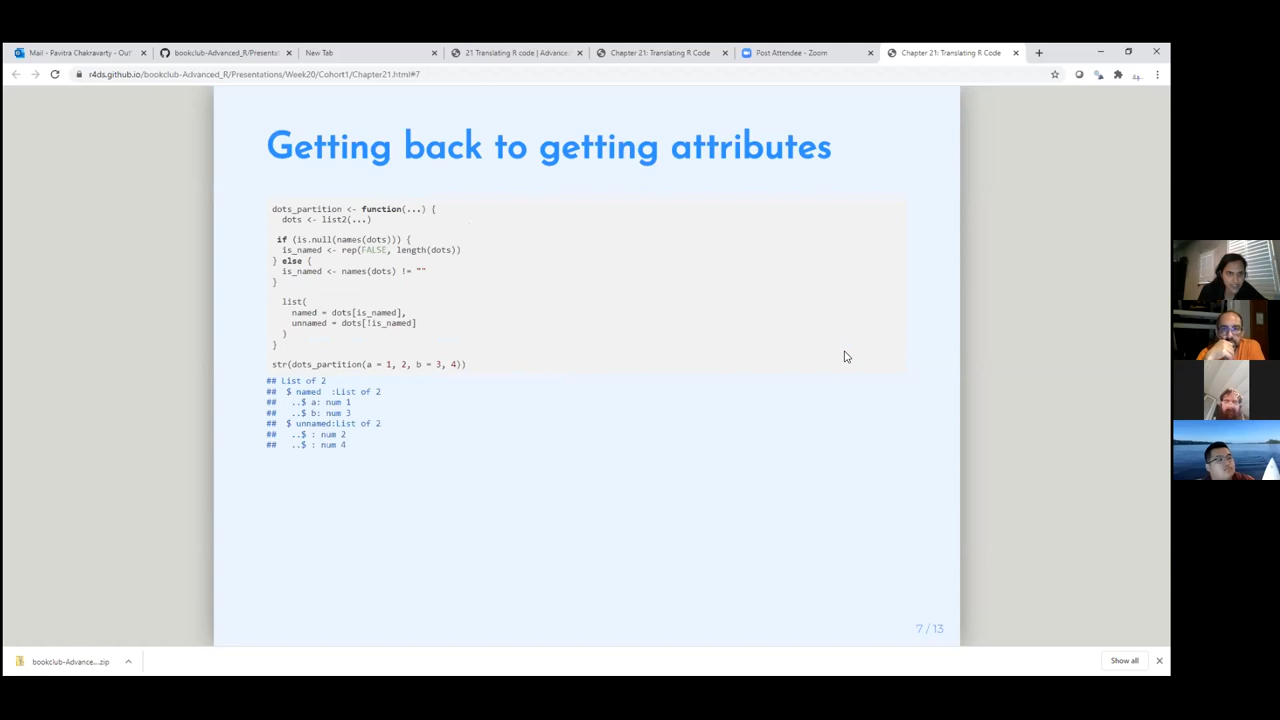 Mail - Pavitra Chakravarty - Out
bookclub-Advanced_R/Presenta
New Tab
21 Translating R code | Advance
Chapter 21: Translating R Code
Post Attendee - Zoom
Chapter 21: Translating R Code
r4ds.github.io/bookclub-Advanced_R/Presentations/Week20/Cohort1/Chapter21.html#7
Getting back to getting attributes
dots_partition <- function(...) {
dots <- list2(...)
if (is.null(names(dots))) {
is_named <- rep(FALSE, length(dots))
} else {
is_named <- names(dots) != ""
}
list(
named = dots[is_named],
unnamed = dots[!is_named]
)
}
str(dots_partition(a = 1, 2, b = 3, 4))
## List of 2
##  $ named  :List of 2
##   ..$ a: num 1
##   ..$ b: num 3
##  $ unnamed:List of 2
##   ..$ : num 2
##   ..$ : num 4
7 / 13
bookclub-Advance....zip
Show all